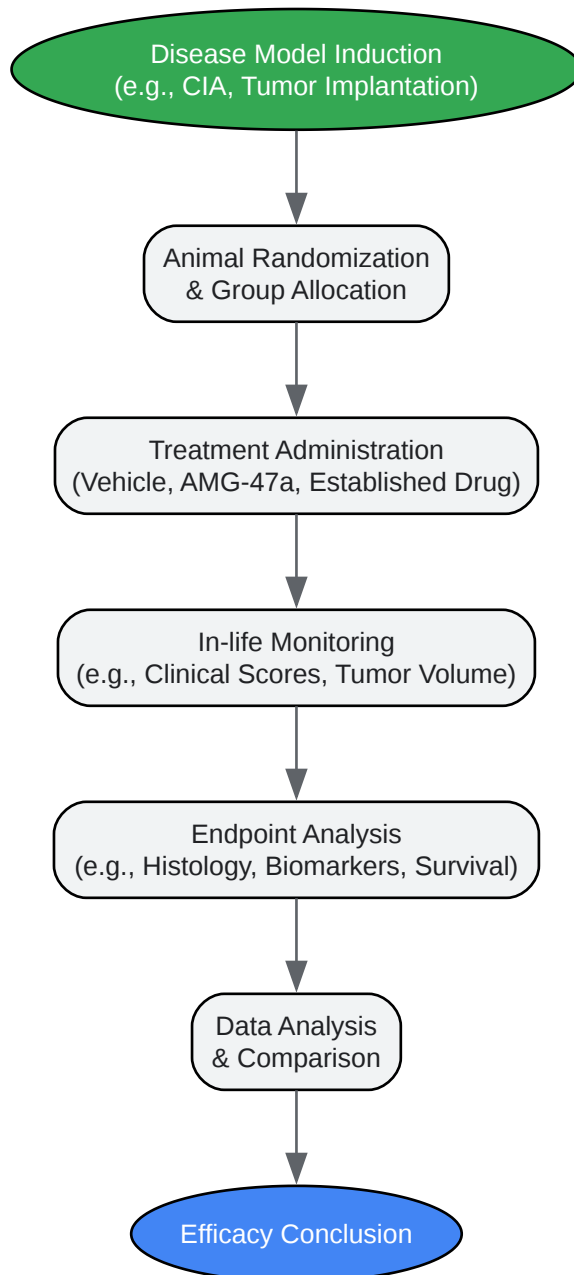 Disease Model Induction
(e.g., CIA, Tumor Implantation)
Animal Randomization
& Group Allocation
Treatment Administration
(Vehicle, AMG-47a, Established Drug)
In-life Monitoring
(e.g., Clinical Scores, Tumor Volume)
Endpoint Analysis
(e.g., Histology, Biomarkers, Survival)
Data Analysis
& Comparison
Efficacy Conclusion